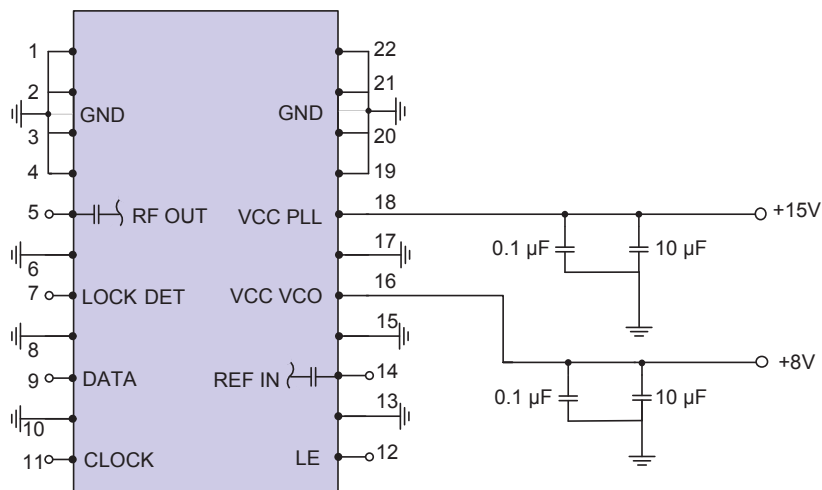 1
22
2
21
GND
GND
3
20
4
19
5
RF OUT
VCC PLL
18
+15V
6
17
0.1 µF
10 µF
7
LOCK DET
VCC VCO
16
8
15
+8V
9
DATA
REF IN
14
0.1 µF
10 µF
10
13
11
CLOCK
LE
12